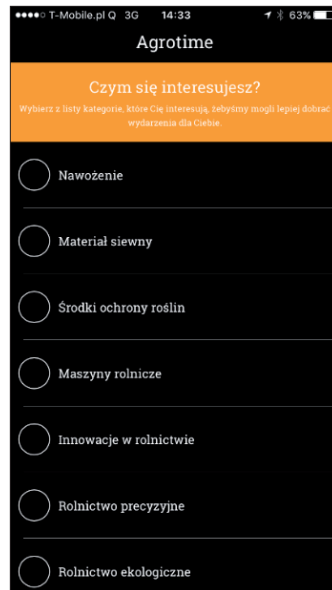 T-Mobile.pl Q 3G 14:33 63%
Agrotime
Czym się interesujesz?
Wybierz z listy kategorie, które Cię interesują, żebyśmy mogli lepiej dobrać
wydarzenia dla Ciebie.
Nawożenie
Materiał siewny
Środki ochrony roślin
Maszyny rolnicze
Innowacje w rolnictwie
Rolnictwo precyzyjne
Rolnictwo ekologiczne